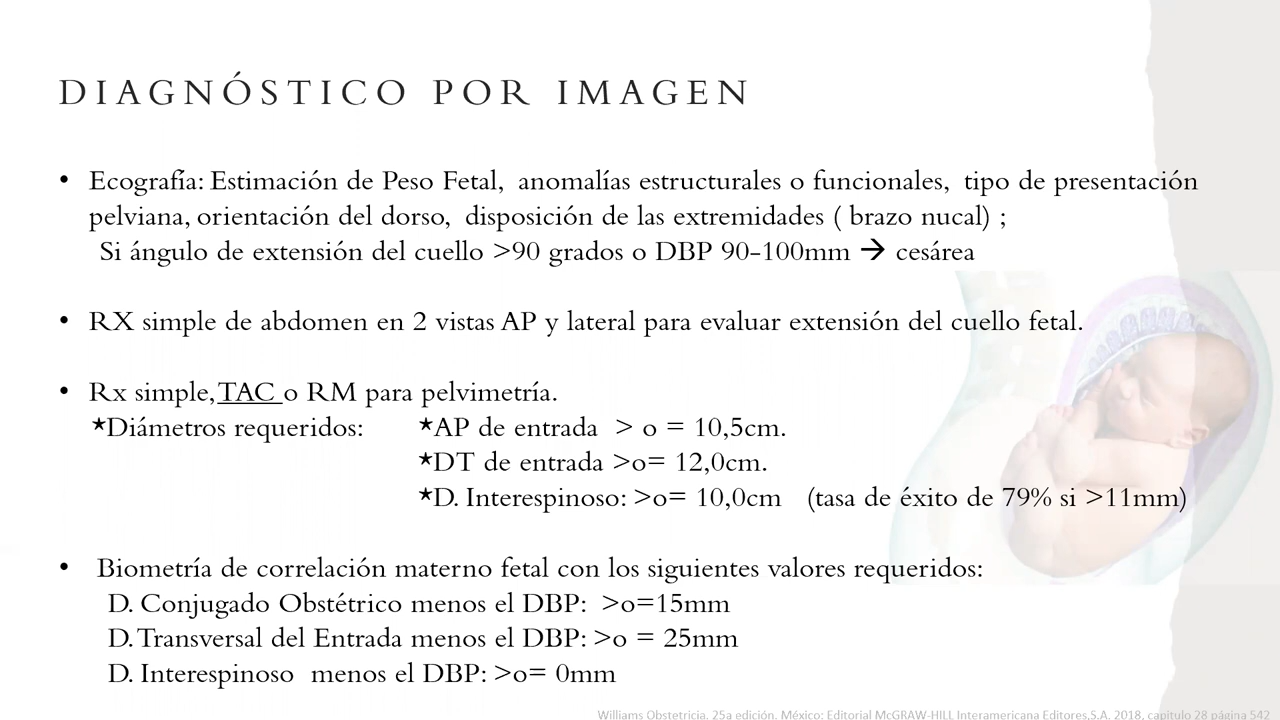 DIAGNÓSTICO POR IMAGEN
• Ecografía: Estimación de Peso Fetal, anomalías estructurales o funcionales, tipo de presentación
pelviana, orientación del dorso, disposición de las extremidades ( brazo nucal) ;
Si ángulo de extensión del cuello >90 grados o DBP 90-100mm → cesárea
• RX simple de abdomen en 2 vistas AP y lateral para evaluar extensión del cuello fetal.
• Rx simple, TAC o RM para pelvimetría.
★Diámetros requeridos: ★AP de entrada > o = 10,5cm.
★DT de entrada >o= 12,0cm.
★D. Interespinoso: >o= 10,0cm (tasa de éxito de 79% si >11mm)
• Biometría de correlación materno fetal con los siguientes valores requeridos:
D. Conjugado Obstétrico menos el DBP: >o=15mm
D. Transversal del Entrada menos el DBP: >o = 25mm
D. Interespinoso menos el DBP: >o= 0mm
Williams Obstetricia. 25a edición. México: Editorial McGRAW-HILL Interamericana Editores,S.A. 2018, capitulo 28 página 542